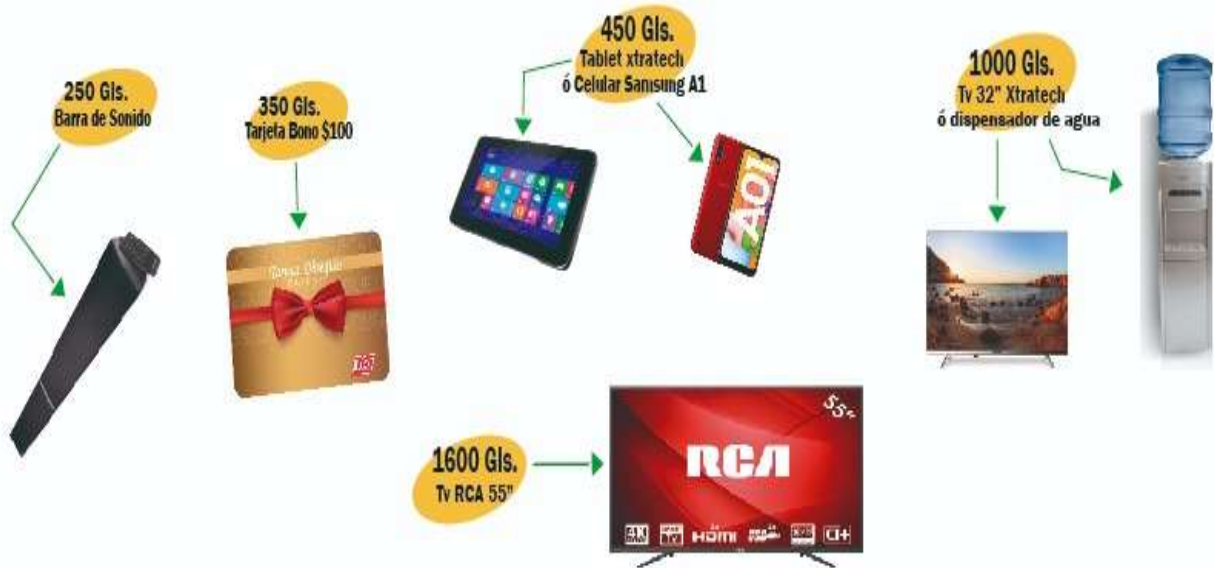 250 Gls.
Barra de Sonido
350 Gls.
Tarjeta Bono $100
450 Gls.
Tablet xtratech
ó Celular Samsung A1
1000 Gls.
Tv 32" Xtratech
ó dispensador de agua
A01
1600 Gls.
Tv RCA 55"
55"
RCA
HDMI
CI+